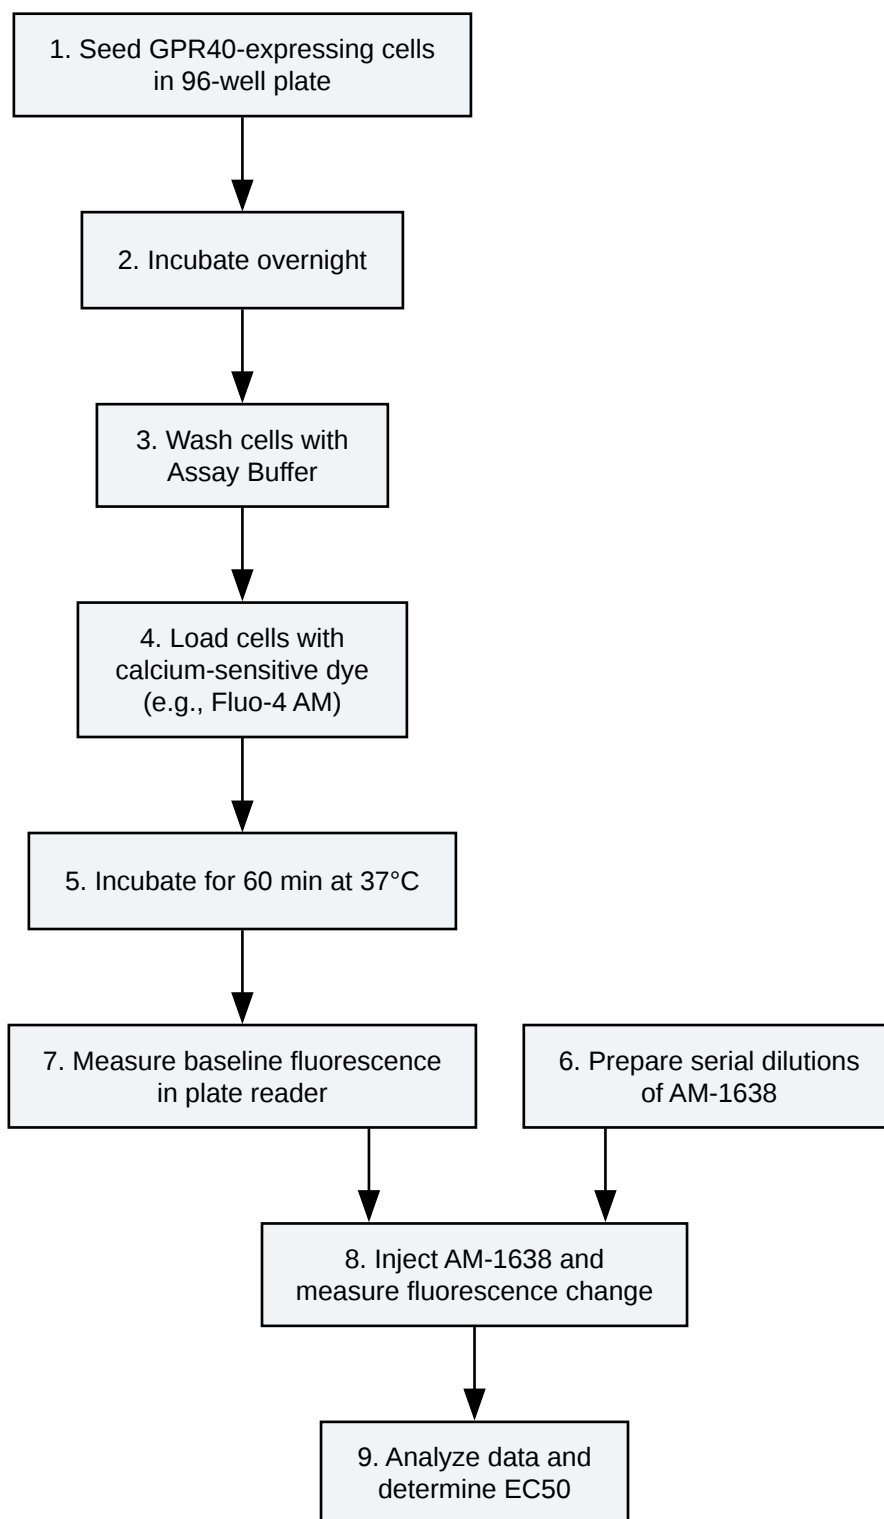 1. Seed GPR40-expressing cells
in 96-well plate
2. Incubate overnight
3. Wash cells with
Assay Buffer
4. Load cells with
calcium-sensitive dye
(e.g., Fluo-4 AM)
5. Incubate for 60 min at 37°C
7. Measure baseline fluorescence
in plate reader
6. Prepare serial dilutions
of AM-1638
8. Inject AM-1638 and
measure fluorescence change
9. Analyze data and
determine EC50